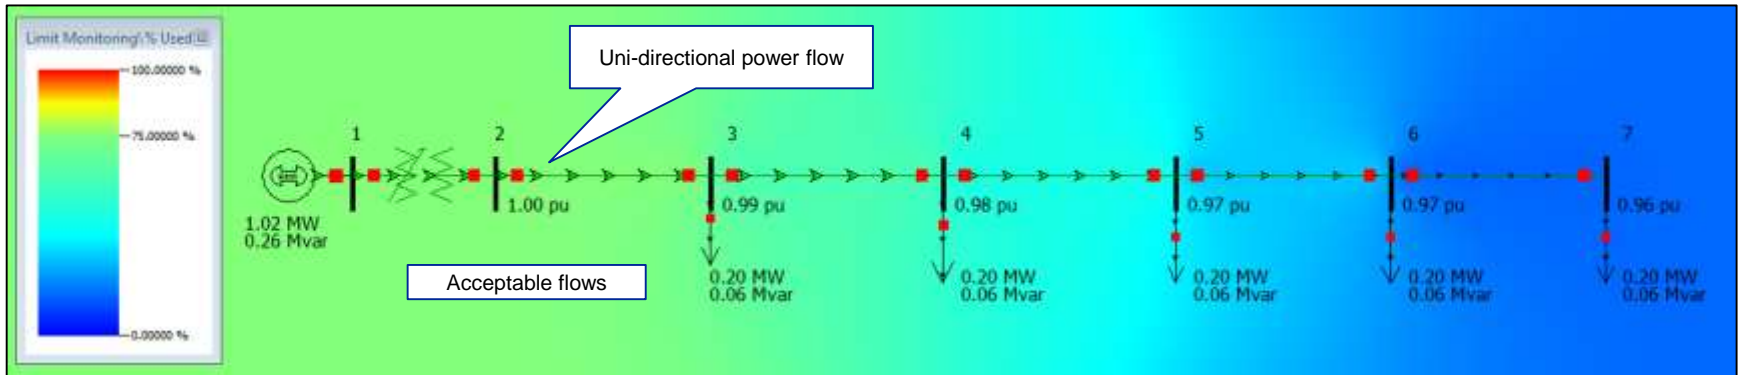 Limit Monitoring\% Used
100.00000 %
75.00000 %
0.00000 %
Uni-directional power flow
1
2
3
4
5
6
7
1.00 pu
0.99 pu
0.98 pu
0.97 pu
0.97 pu
0.96 pu
1.02 MW
0.26 Mvar
Acceptable flows
0.20 MW
0.06 Mvar
0.20 MW
0.06 Mvar
0.20 MW
0.06 Mvar
0.20 MW
0.06 Mvar
0.20 MW
0.06 Mvar